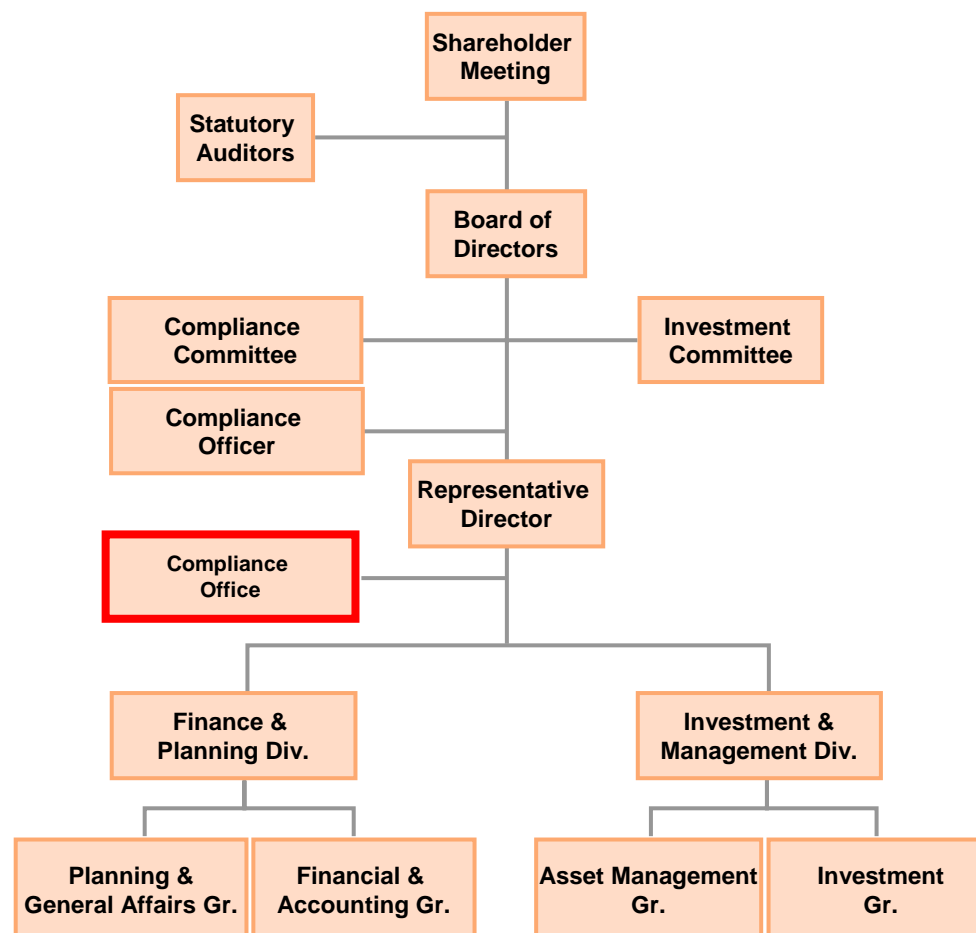 Shareholder
Meeting
Statutory
Auditors
Board of
Directors
Compliance
Committee
Investment
Committee
Compliance
Officer
Representative
Director
Compliance
Office
Finance &
Planning Div.
Investment &
Management Div.
Planning &
General Affairs Gr.
Financial &
Accounting Gr.
Asset Management
Gr.
Investment
Gr.